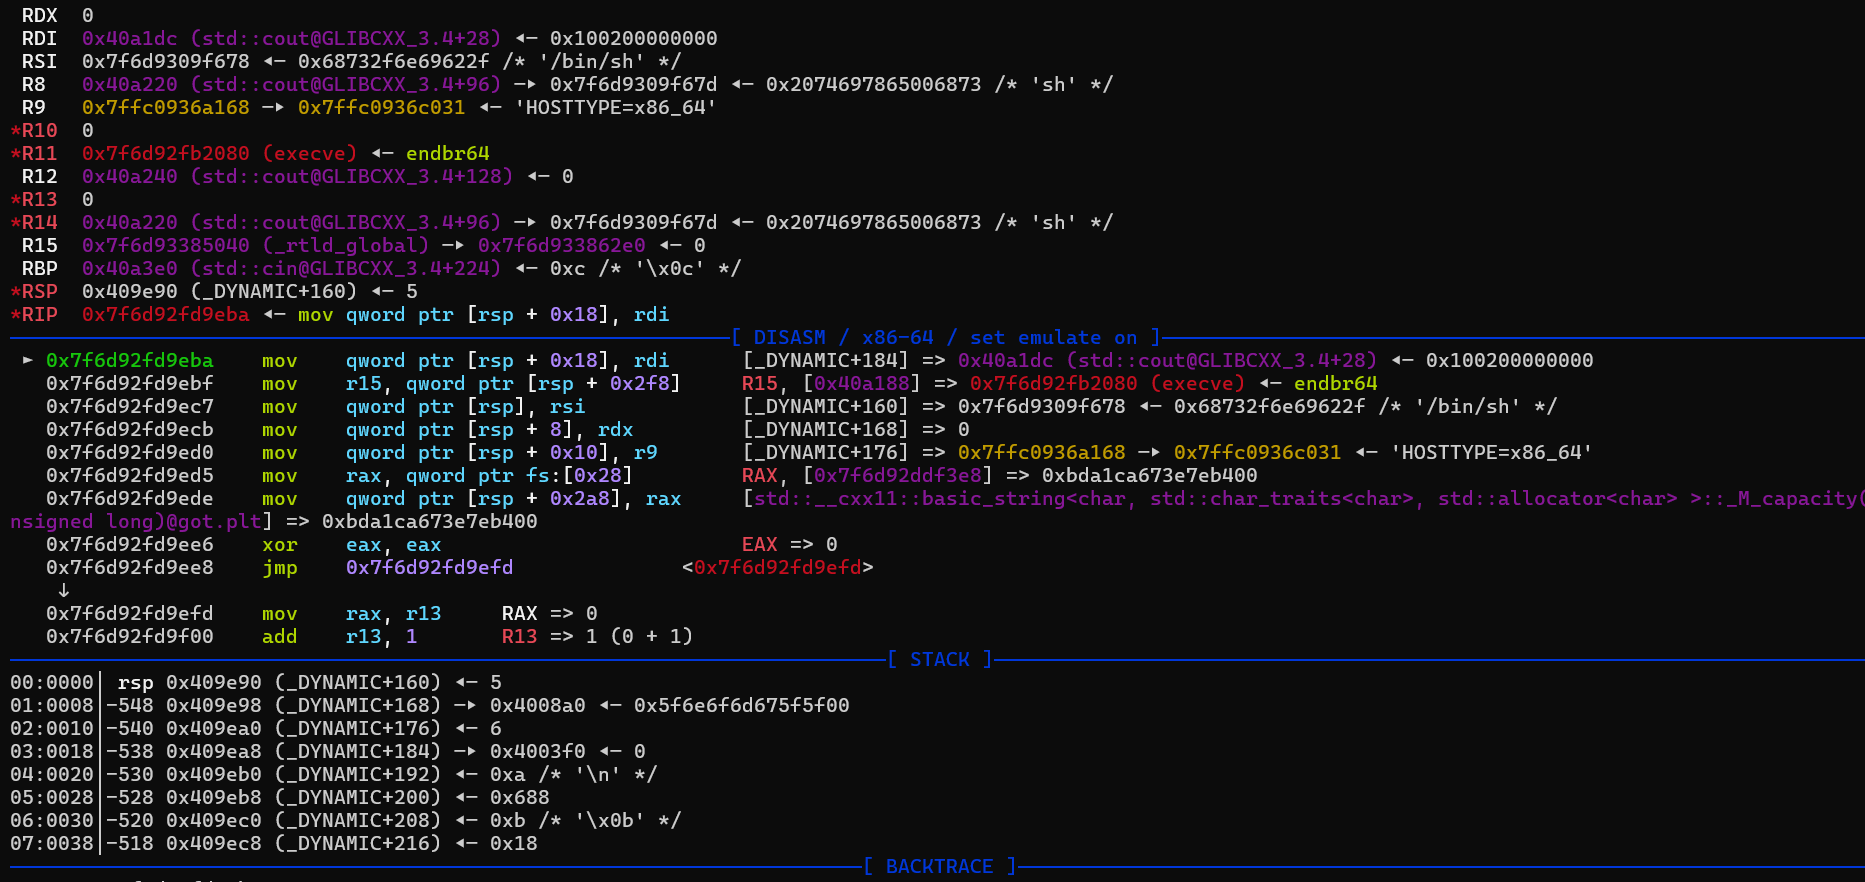 RDX 0
RDI 0x40a1dc (std::cout@GLIBCXX_3.4+28) ◂— 0x100200000000
RSI 0x7f6d9309f678 ◂— 0x68732f6e69622f /* '/bin/sh' */
R8 0x40a220 (std::cout@GLIBCXX_3.4+96) —▸ 0x7f6d9309f67d ◂— 0x2074697865006873 /* 'sh' */
R9 0x7ffc0936a168 —▸ 0x7ffc0936c031 ◂— 'HOSTTYPE=x86_64'
*R10 0
*R11 0x7f6d92fb2080 (execve) ◂— endbr64
R12 0x40a240 (std::cout@GLIBCXX_3.4+128) ◂— 0
*R13 0
*R14 0x40a220 (std::cout@GLIBCXX_3.4+96) —▸ 0x7f6d9309f67d ◂— 0x2074697865006873 /* 'sh' */
R15 0x7f6d93385040 (_rtld_global) —▸ 0x7f6d933862e0 ◂— 0
RBP 0x40a3e0 (std::cin@GLIBCXX_3.4+224) ◂— 0xc /* '\x0c' */
*RSP 0x409e90 (_DYNAMIC+160) ◂— 5
*RIP 0x7f6d92fd9eba ◂— mov qword ptr [rsp + 0x18], rdi
[ DISASM / x86-64 / set emulate on ]
► 0x7f6d92fd9eba mov qword ptr [rsp + 0x18], rdi [_DYNAMIC+184] => 0x40a1dc (std::cout@GLIBCXX_3.4+28) ◂— 0x100200000000
0x7f6d92fd9ebf mov r15, qword ptr [rsp + 0x2f8] R15, [0x40a188] => 0x7f6d92fb2080 (execve) ◂— endbr64
0x7f6d92fd9ec7 mov qword ptr [rsp], rsi [_DYNAMIC+160] => 0x7f6d9309f678 ◂— 0x68732f6e69622f /* '/bin/sh' */
0x7f6d92fd9ecb mov qword ptr [rsp + 8], rdx [_DYNAMIC+168] => 0
0x7f6d92fd9ed0 mov qword ptr [rsp + 0x10], r9 [_DYNAMIC+176] => 0x7ffc0936a168 —▸ 0x7ffc0936c031 ◂— 'HOSTTYPE=x86_64'
0x7f6d92fd9ed5 mov rax, qword ptr fs:[0x28] RAX, [0x7f6d92ddf3e8] => 0xbda1ca673e7eb400
0x7f6d92fd9ede mov qword ptr [rsp + 0x2a8], rax [std::__cxx11::basic_string<char, std::char_traits<char>, std::allocator<char> >::_M_capacity(
nsigned long)@got.plt] => 0xbda1ca673e7eb400
0x7f6d92fd9ee6 xor eax, eax EAX => 0
0x7f6d92fd9ee8 jmp 0x7f6d92fd9efd <0x7f6d92fd9efd>
↓
0x7f6d92fd9efd mov rax, r13 RAX => 0
0x7f6d92fd9f00 add r13, 1 R13 => 1 (0 + 1)
[ STACK ]
00:0000│ rsp 0x409e90 (_DYNAMIC+160) ◂— 5
01:0008│-548 0x409e98 (_DYNAMIC+168) —▸ 0x4008a0 ◂— 0x5f6e6f6d675f5f00
02:0010│-540 0x409ea0 (_DYNAMIC+176) ◂— 6
03:0018│-538 0x409ea8 (_DYNAMIC+184) —▸ 0x4003f0 ◂— 0
04:0020│-530 0x409eb0 (_DYNAMIC+192) ◂— 0xa /* '\n' */
05:0028│-528 0x409eb8 (_DYNAMIC+200) ◂— 0x688
06:0030│-520 0x409ec0 (_DYNAMIC+208) ◂— 0xb /* '\x0b' */
07:0038│-518 0x409ec8 (_DYNAMIC+216) ◂— 0x18
[ BACKTRACE ]